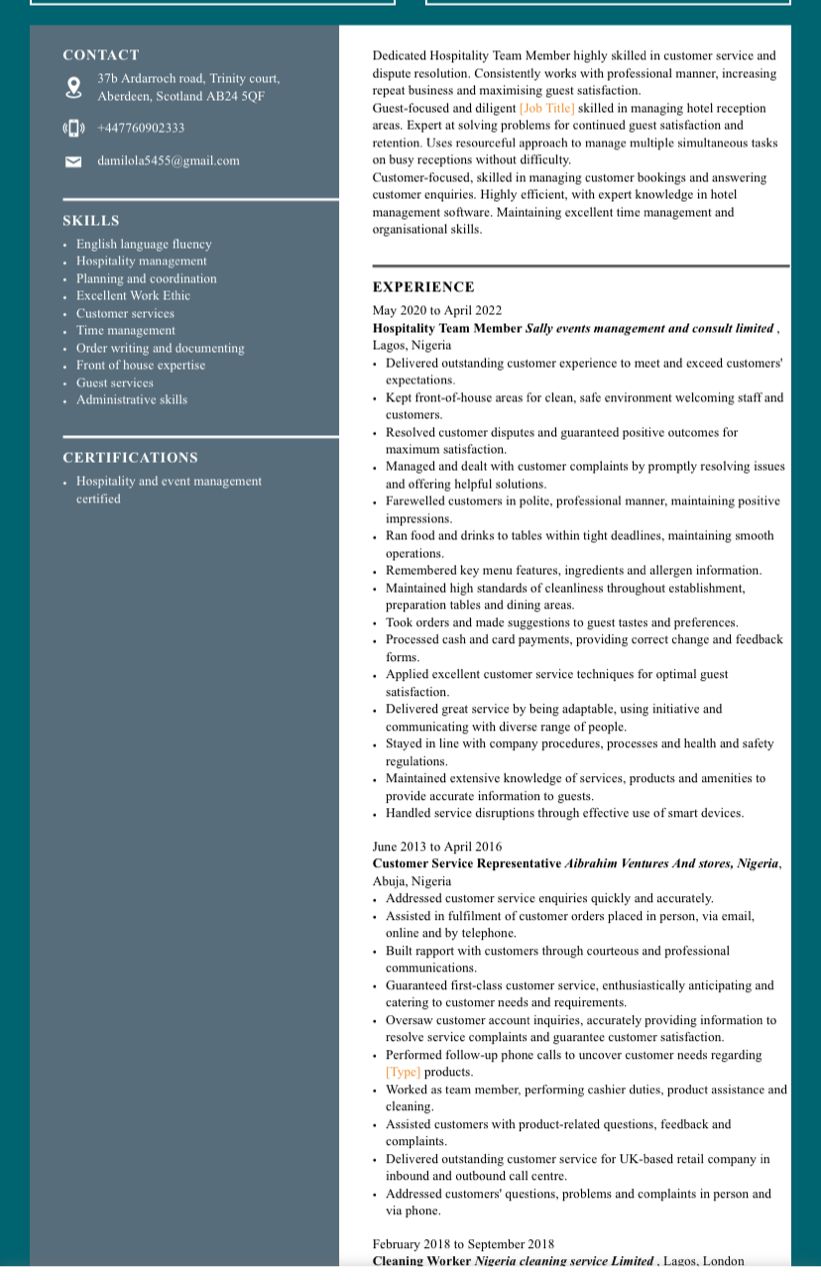 CONTACT
37b Ardarroch road, Trinity court,
Aberdeen, Scotland AB24 5QF
+447760902333
damilola5455@gmail.com
SKILLS
• English language fluency
• Hospitality management
• Planning and coordination
• Excellent Work Ethic
• Customer services
• Time management
• Order writing and documenting
• Front of house expertise
• Guest services
• Administrative skills
CERTIFICATIONS
• Hospitality and event management
certified
Dedicated Hospitality Team Member highly skilled in customer service and
dispute resolution. Consistently works with professional manner, increasing
repeat business and maximising guest satisfaction.
Guest-focused and diligent [Job Title] skilled in managing hotel reception
areas. Expert at solving problems for continued guest satisfaction and
retention. Uses resourceful approach to manage multiple simultaneous tasks
on busy receptions without difficulty.
Customer-focused, skilled in managing customer bookings and answering
customer enquiries. Highly efficient, with expert knowledge in hotel
management software. Maintaining excellent time management and
organisational skills.
EXPERIENCE
May 2020 to April 2022
Hospitality Team Member Sally events management and consult limited ,
Lagos, Nigeria
• Delivered outstanding customer experience to meet and exceed customers'
expectations.
• Kept front-of-house areas for clean, safe environment welcoming staff and
customers.
• Resolved customer disputes and guaranteed positive outcomes for
maximum satisfaction.
• Managed and dealt with customer complaints by promptly resolving issues
and offering helpful solutions.
• Farewelled customers in polite, professional manner, maintaining positive
impressions.
• Ran food and drinks to tables within tight deadlines, maintaining smooth
operations.
• Remembered key menu features, ingredients and allergen information.
• Maintained high standards of cleanliness throughout establishment,
preparation tables and dining areas.
• Took orders and made suggestions to guest tastes and preferences.
• Processed cash and card payments, providing correct change and feedback
forms.
• Applied excellent customer service techniques for optimal guest
satisfaction.
• Delivered great service by being adaptable, using initiative and
communicating with diverse range of people.
• Stayed in line with company procedures, processes and health and safety
regulations.
• Maintained extensive knowledge of services, products and amenities to
provide accurate information to guests.
• Handled service disruptions through effective use of smart devices.
June 2013 to April 2016
Customer Service Representative Aibrahim Ventures And stores, Nigeria,
Abuja, Nigeria
• Addressed customer service enquiries quickly and accurately.
• Assisted in fulfilment of customer orders placed in person, via email,
online and by telephone.
• Built rapport with customers through courteous and professional
communications.
• Guaranteed first-class customer service, enthusiastically anticipating and
catering to customer needs and requirements.
• Oversaw customer account inquiries, accurately providing information to
resolve service complaints and guarantee customer satisfaction.
• Performed follow-up phone calls to uncover customer needs regarding
[Type] products.
• Worked as team member, performing cashier duties, product assistance and
cleaning.
• Assisted customers with product-related questions, feedback and
complaints.
• Delivered outstanding customer service for UK-based retail company in
inbound and outbound call centre.
• Addressed customers' questions, problems and complaints in person and
via phone.
February 2018 to September 2018
Cleaning Worker Nigeria cleaning service Limited , Lagos, London